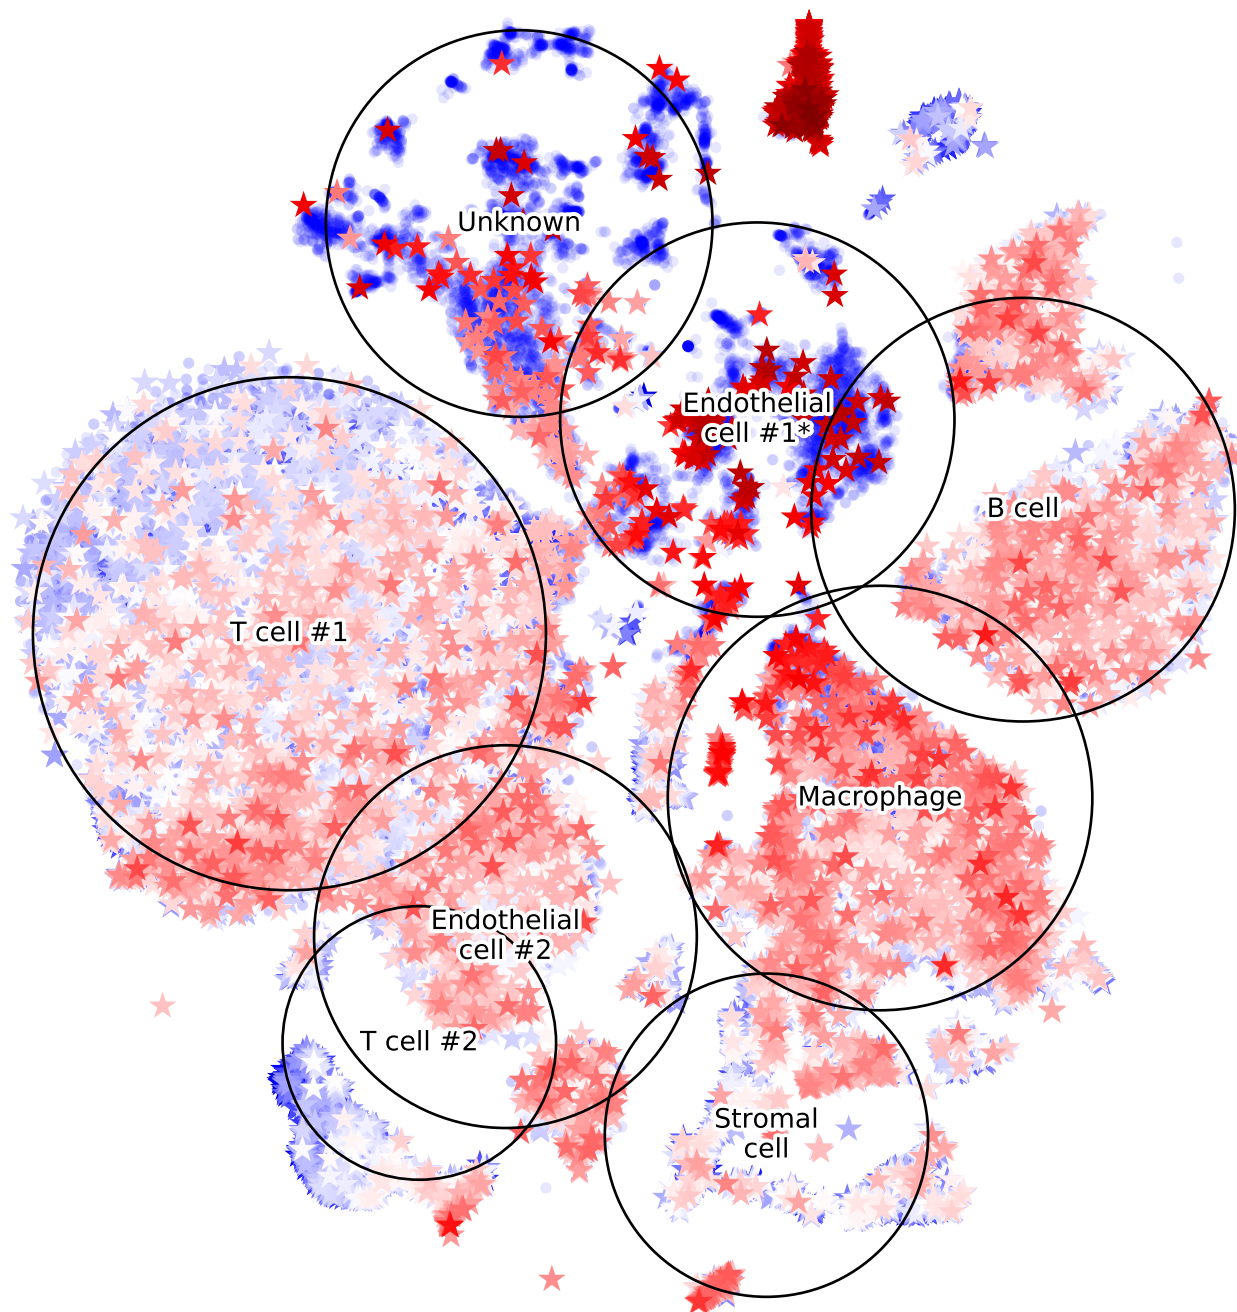 Unknown
Endothelial
cell #1*
B cell
T cell #1
Macrophage
Endothelial
cell #2
T cell #2
Stromal
cell